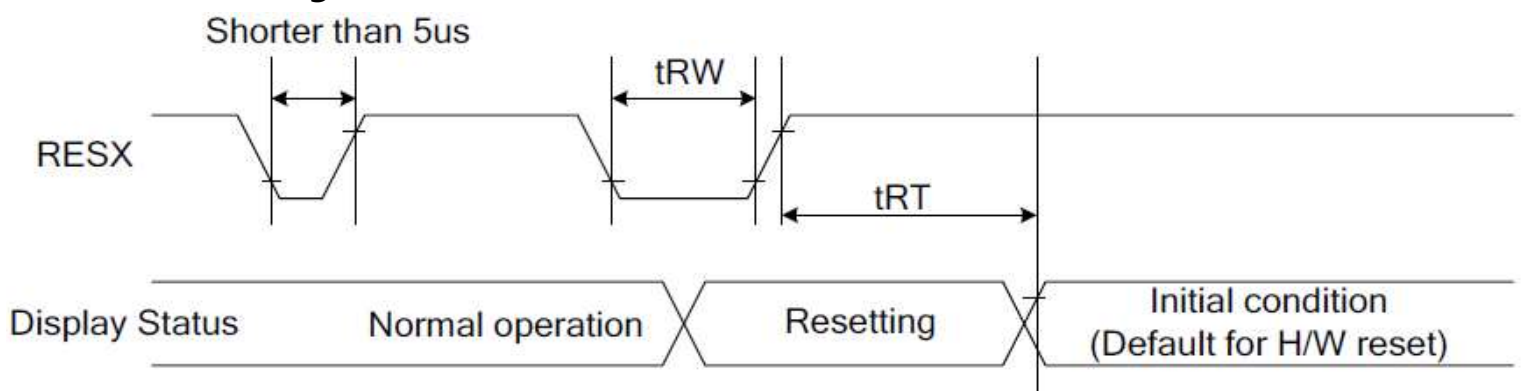 Shorter than 5us
tRW
RESX
tRT
Display Status
Normal operation
Resetting
Initial condition
(Default for H/W reset)